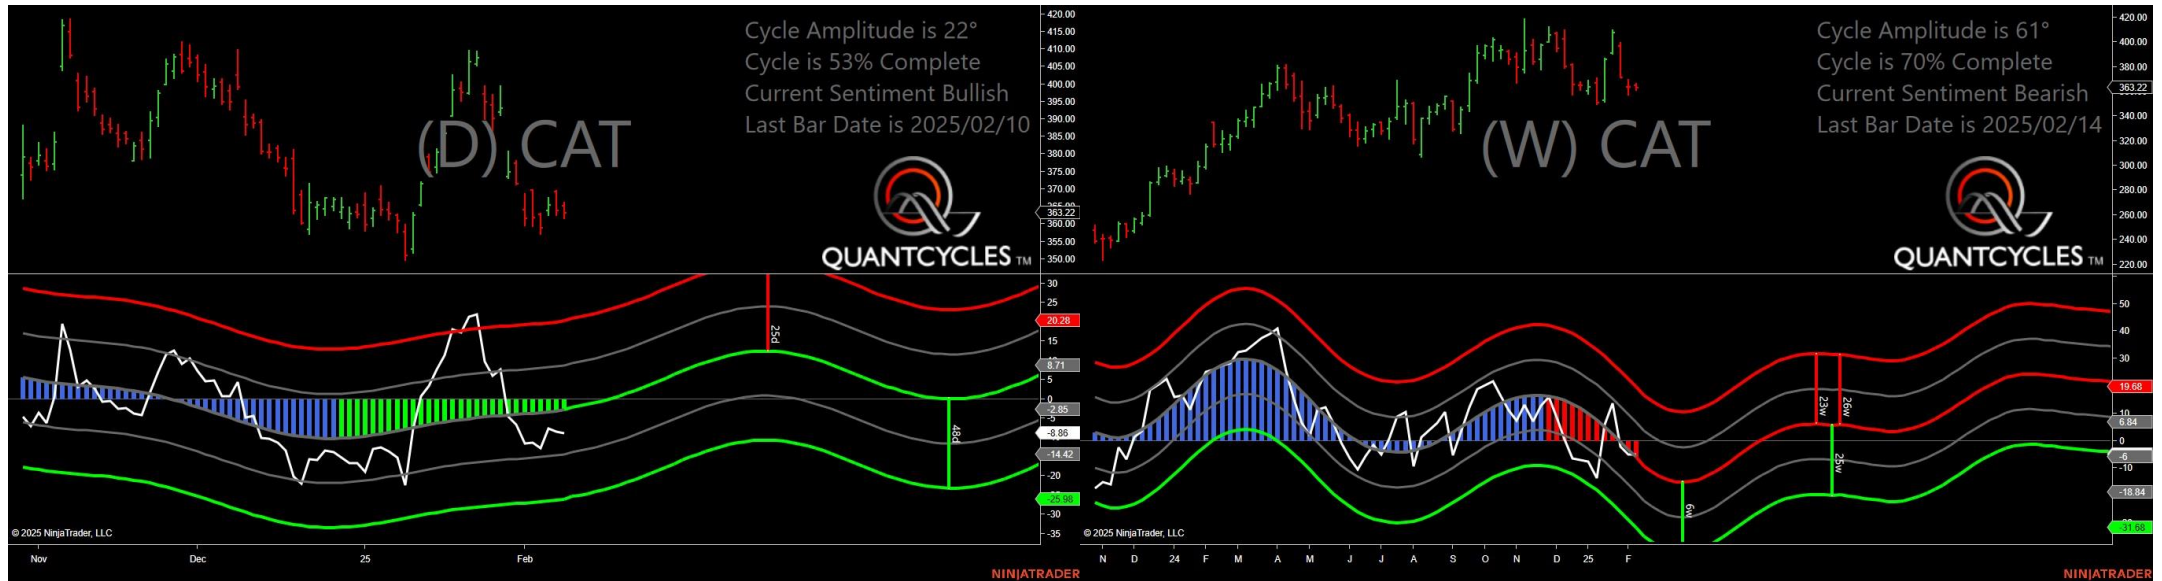 Cycle Amplitude is 22°
Cycle is 53% Complete
Current Sentiment Bullish
Last Bar Date is 2025/02/10
(D) CAT
QUANTCYCLES TM
420.00
415.00
410.00
405.00
400.00
395.00
390.00
385.00
380.00
375.00
370.00
363.22
360.00
355.00
350.00
30
25
20.28
15
8.71
5
0
-2.85
-8.86
-14.42
-20
-25.98
-30
-35
25d
48d
© 2025 NinjaTrader, LLC
Nov
Dec
25
Feb
NINJATRADER
Cycle Amplitude is 61°
Cycle is 70% Complete
Current Sentiment Bearish
Last Bar Date is 2025/02/14
(W) CAT
QUANTCYCLES TM
420.00
400.00
380.00
363.22
340.00
320.00
300.00
280.00
260.00
240.00
220.00
50
40
30
19.68
10
6.84
0
-6
-10
-18.84
-31.68
23w
26w
25w
6w
© 2025 NinjaTrader, LLC
N D 24 F M A M J J A S O N D 25 F
NINJATRADER